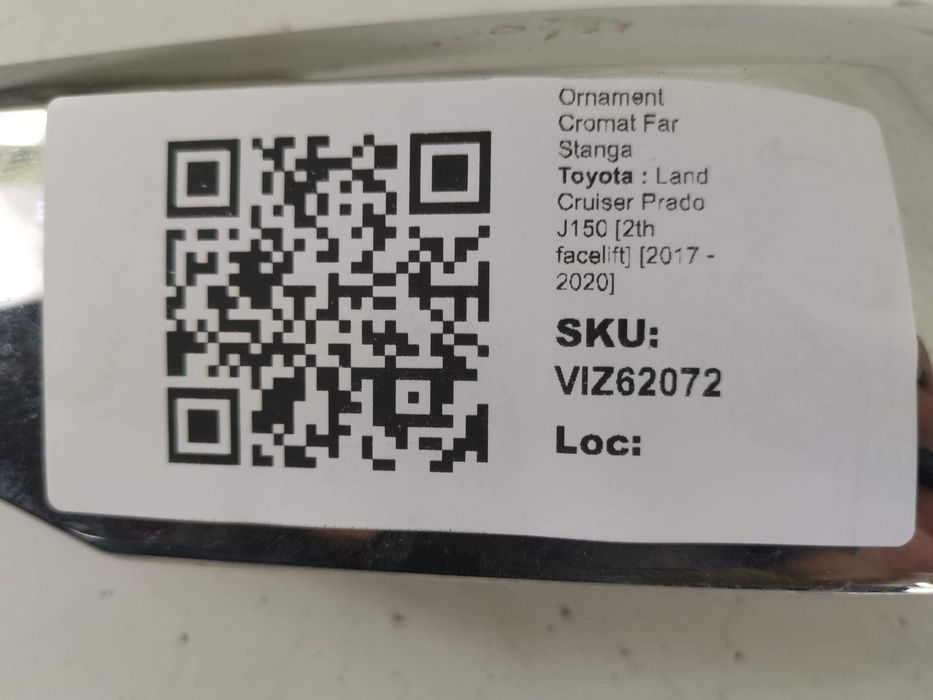 Ornament
Cromat Far
Stanga
Toyota : Land
Cruiser Prado
J150 [2th
facelift] [2017 -
2020]
SKU:
VIZ62072
Loc: